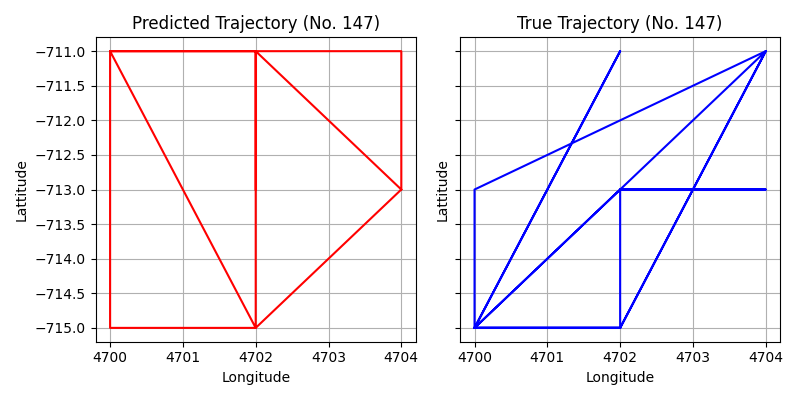 Predicted Trajectory (No. 147)
True Trajectory (No. 147)
Lattitude
−711.0
−711.5
−712.0
−712.5
−713.0
−713.5
−714.0
−714.5
−715.0
4700 4701 4702 4703 4704
Longitude
Lattitude
4700 4701 4702 4703 4704
Longitude